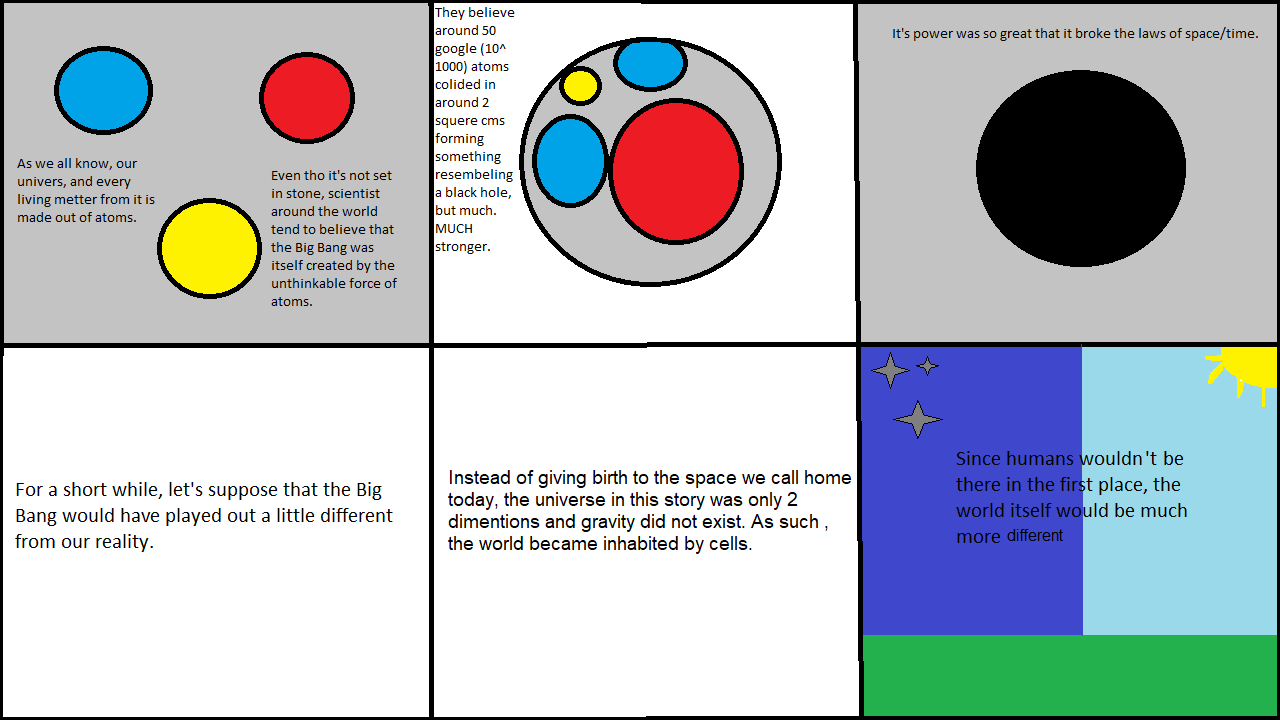 As we all know, our
univers, and every
living metter from it is
made out of atoms.
Even tho it's not set
in stone, scientist
around the world
tend to believe that
the Big Bang was
itself created by the
unthinkable force of
atoms.
They believe
around 50
google (10^
1000) atoms
colided in
around 2
squere cms
forming
something
resembeling
a black hole,
but much.
MUCH
stronger.
It's power was so great that it broke the laws of space/time.
For a short while, let's suppose that the Big
Bang would have played out a little different
from our reality.
Instead of giving birth to the space we call home
today, the universe in this story was only 2
dimentions and gravity did not exist. As such ,
the world became inhabited by cells.
Since humans wouldn't be
there in the first place, the
world itself would be much
more different